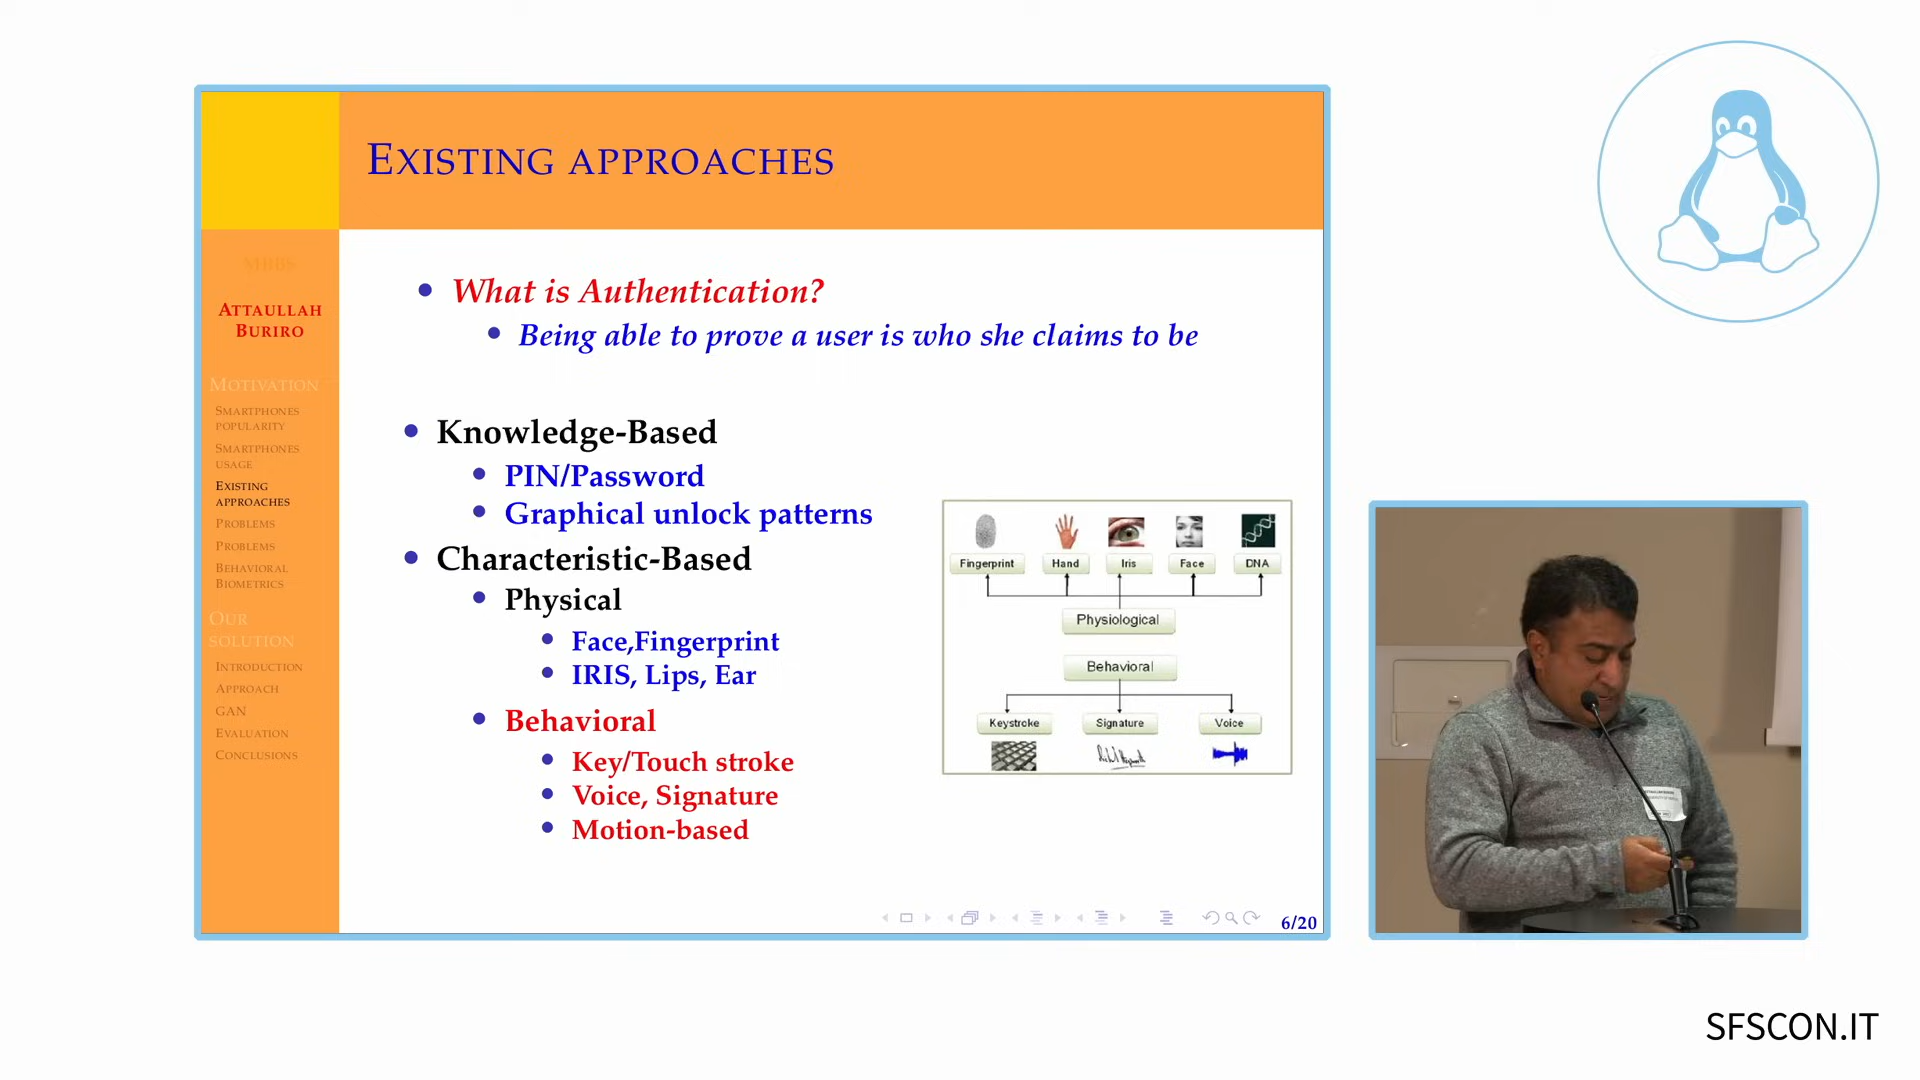 EXISTING APPROACHES
MBBS
ATTAULLAH
BURIRO
MOTIVATION
SMARTPHONES
POPULARITY
SMARTPHONES
USAGE
EXISTING
APPROACHES
PROBLEMS
PROBLEMS
BEHAVIORAL
BIOMETRICS
OUR
SOLUTION
INTRODUCTION
APPROACH
GAN
EVALUATION
CONCLUSIONS
• What is Authentication?
• Being able to prove a user is who she claims to be
• Knowledge-Based
• PIN/Password
• Graphical unlock patterns
• Characteristic-Based
• Physical
• Face,Fingerprint
• IRIS, Lips, Ear
• Behavioral
• Key/Touch stroke
• Voice, Signature
• Motion-based
Fingerprint Hand Iris Face DNA
Physiological
Behavioral
Keystroke Signature Voice
6/20
SFSCON.IT